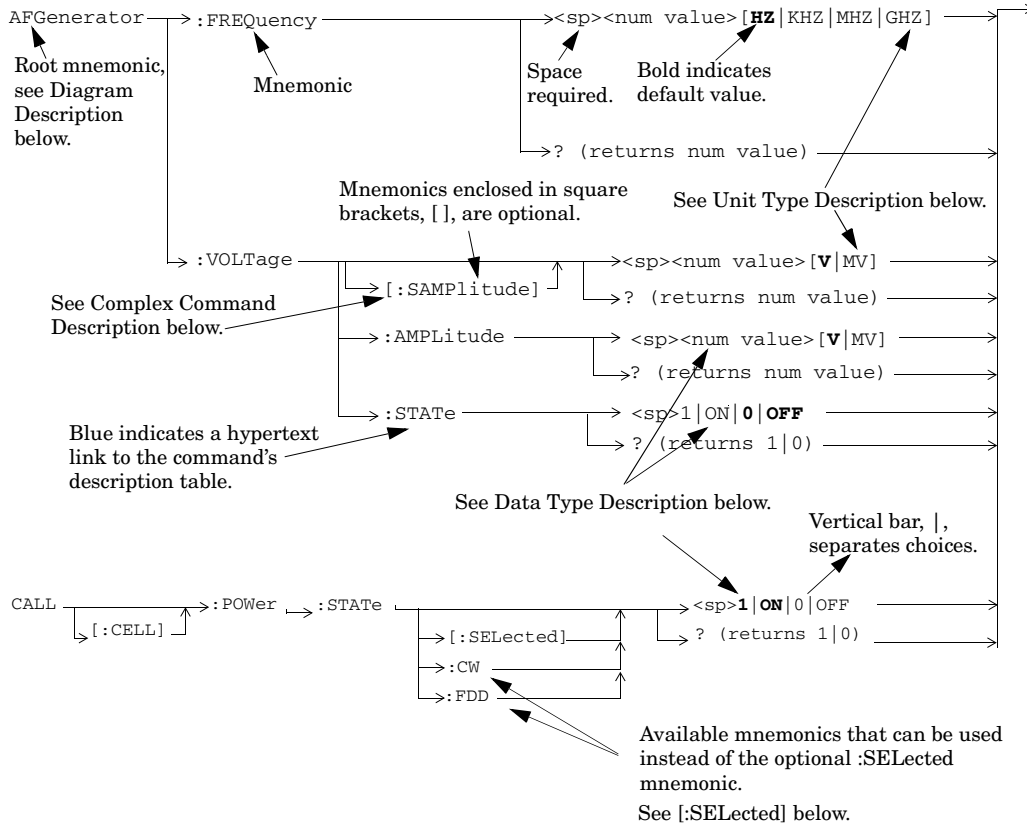 AFGenerator :FREQuency <sp><num value>[HZ|KHZ|MHZ|GHZ]
Root mnemonic,
see Diagram
Description
below.
Mnemonic
Space
required.
Bold indicates
default value.
? (returns num value)
Mnemonics enclosed in square
brackets, [ ], are optional.
See Unit Type Description below.
:VOLTage <sp><num value>[V|MV]
[:SAMPlitude] ? (returns num value)
See Complex Command
Description below.
:AMPLitude <sp><num value>[V|MV]
? (returns num value)
:STATe <sp>1|ON|0|OFF
? (returns 1|0)
Blue indicates a hypertext
link to the command's
description table.
See Data Type Description below.
Vertical bar, |,
separates choices.
CALL :POWer :STATe <sp>1|ON|0|OFF
[:CELL] [:SELected] ? (returns 1|0)
:CW
:FDD
Available mnemonics that can be used
instead of the optional :SELected
mnemonic.
See [:SELected] below.